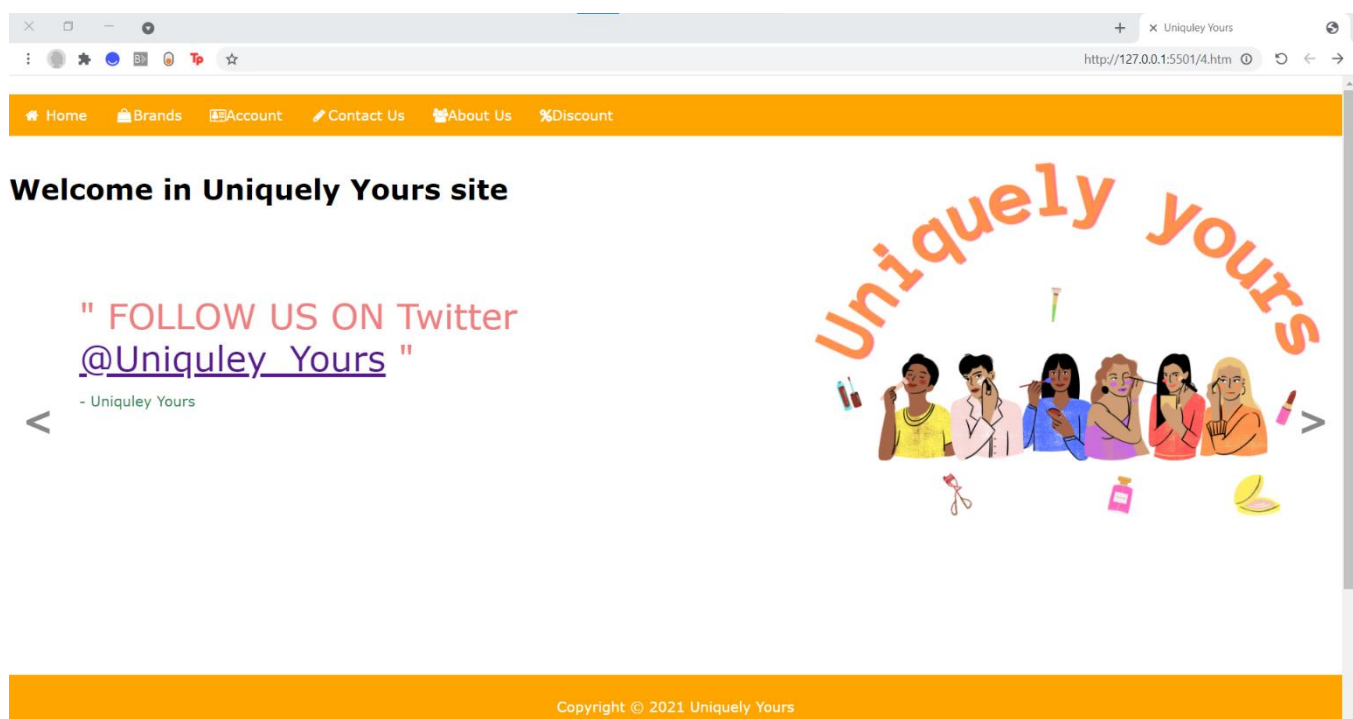 Uniquley Yours
http://127.0.0.1:5501/4.htm
Home Brands Account Contact Us About Us %Discount
Welcome in Uniquely Yours site
Uniquely yours
" FOLLOW US ON Twitter
@Uniquley_Yours "
- Uniquley Yours
< >
Copyright © 2021 Uniquely Yours